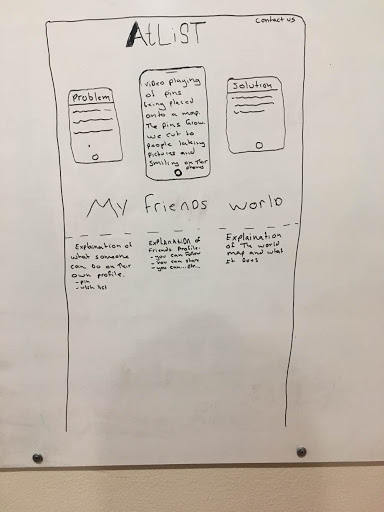 Contact us
AtLiST
Problem
video playing
of pins
being placed
onto a map.
The pins Grow.
we cut to
people taking
pictures and
smiling on their
phones
Solution
My friends world
Explaination of
what someone
can do on their
own profile.
- pin
- wish list
EXPLANATION of
friends Profile.
- you can follow
- you can share
- you can... etc..
Explaination
of The world
map and what
it does